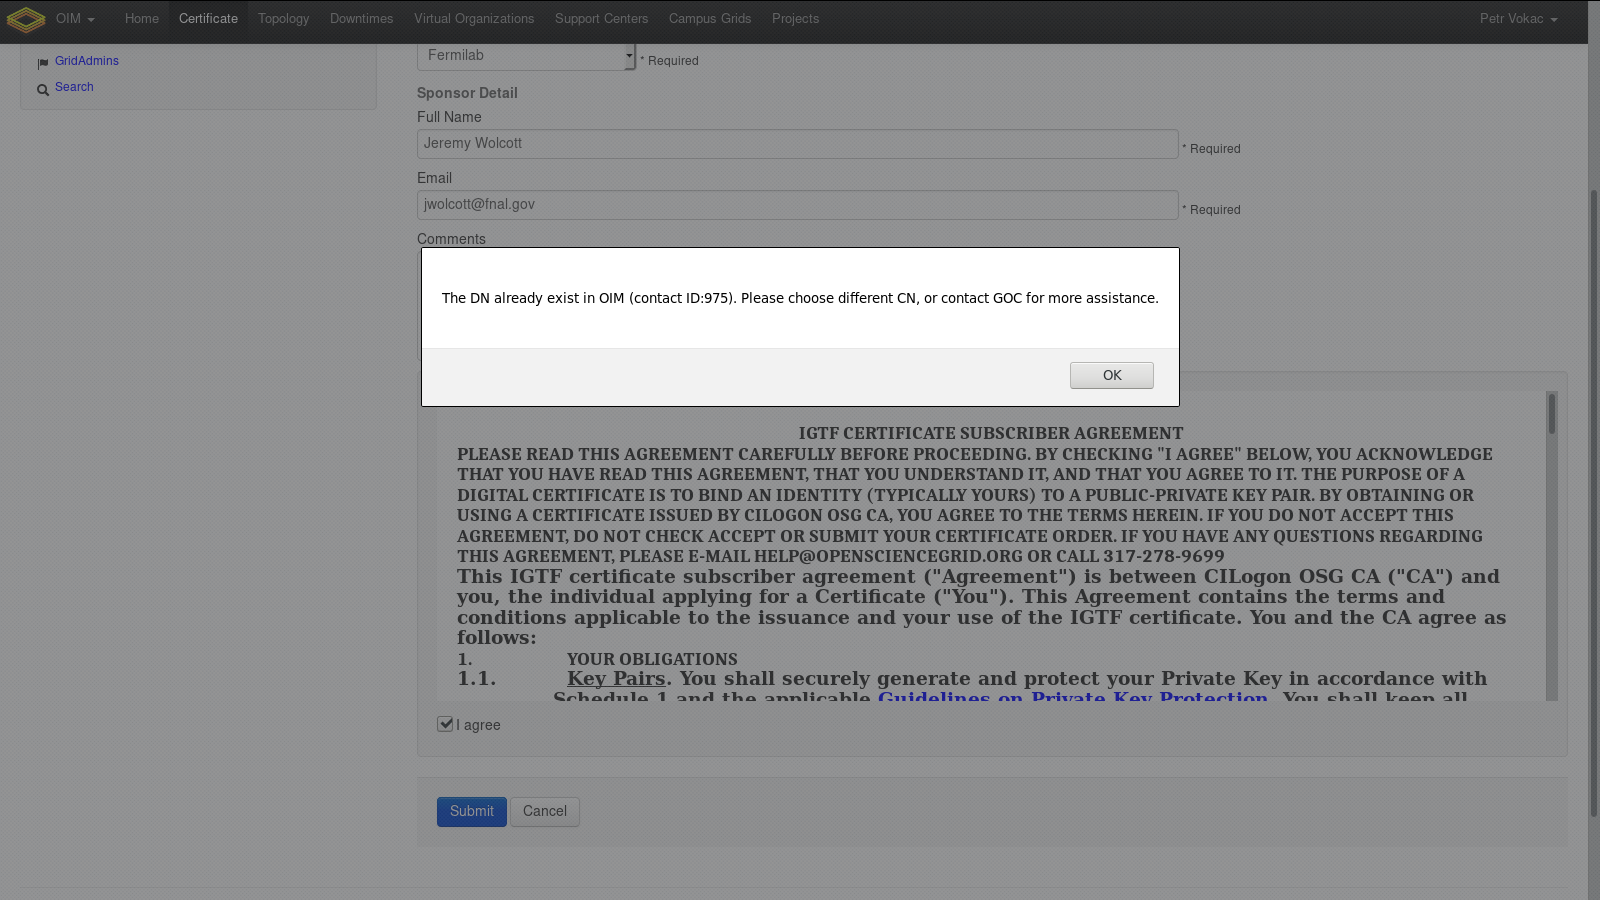 OIM Home Certificate Topology Downtimes Virtual Organizations Support Centers Campus Grids Projects Petr Vokac
GridAdmins
Search
Fermilab * Required
Sponsor Detail
Full Name
Jeremy Wolcott * Required
Email
jwolcott@fnal.gov * Required
Comments
The DN already exist in OIM (contact ID:975). Please choose different CN, or contact GOC for more assistance.
OK
IGTF CERTIFICATE SUBSCRIBER AGREEMENT
PLEASE READ THIS AGREEMENT CAREFULLY BEFORE PROCEEDING. BY CHECKING "I AGREE" BELOW, YOU ACKNOWLEDGE
THAT YOU HAVE READ THIS AGREEMENT, THAT YOU UNDERSTAND IT, AND THAT YOU AGREE TO IT. THE PURPOSE OF A
DIGITAL CERTIFICATE IS TO BIND AN IDENTITY (TYPICALLY YOURS) TO A PUBLIC-PRIVATE KEY PAIR. BY OBTAINING OR
USING A CERTIFICATE ISSUED BY CILOGON OSG CA, YOU AGREE TO THE TERMS HEREIN. IF YOU DO NOT ACCEPT THIS
AGREEMENT, DO NOT CHECK ACCEPT OR SUBMIT YOUR CERTIFICATE ORDER. IF YOU HAVE ANY QUESTIONS REGARDING
THIS AGREEMENT, PLEASE E-MAIL HELP@OPENSCIENCEGRID.ORG OR CALL 317-278-9699
This IGTF certificate subscriber agreement ("Agreement") is between CILogon OSG CA ("CA") and
you, the individual applying for a Certificate ("You"). This Agreement contains the terms and
conditions applicable to the issuance and your use of the IGTF certificate. You and the CA agree as
follows:
1. YOUR OBLIGATIONS
1.1. Key Pairs. You shall securely generate and protect your Private Key in accordance with
Schedule 1 and the applicable Guidelines on Private Key Protection. You shall keep all
I agree
Submit Cancel